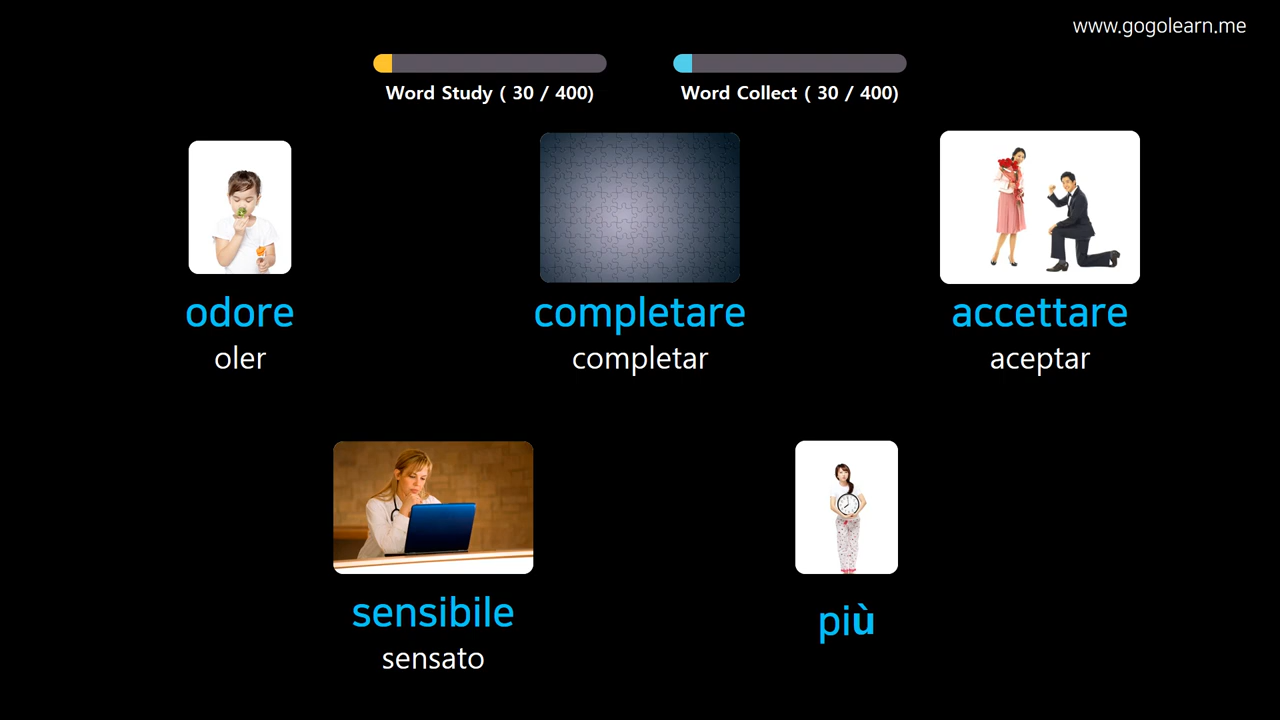 www.gogolearn.me
Word Study ( 30 / 400)
Word Collect ( 30 / 400)
odore
oler
completare
completar
accettare
aceptar
sensibile
sensato
più